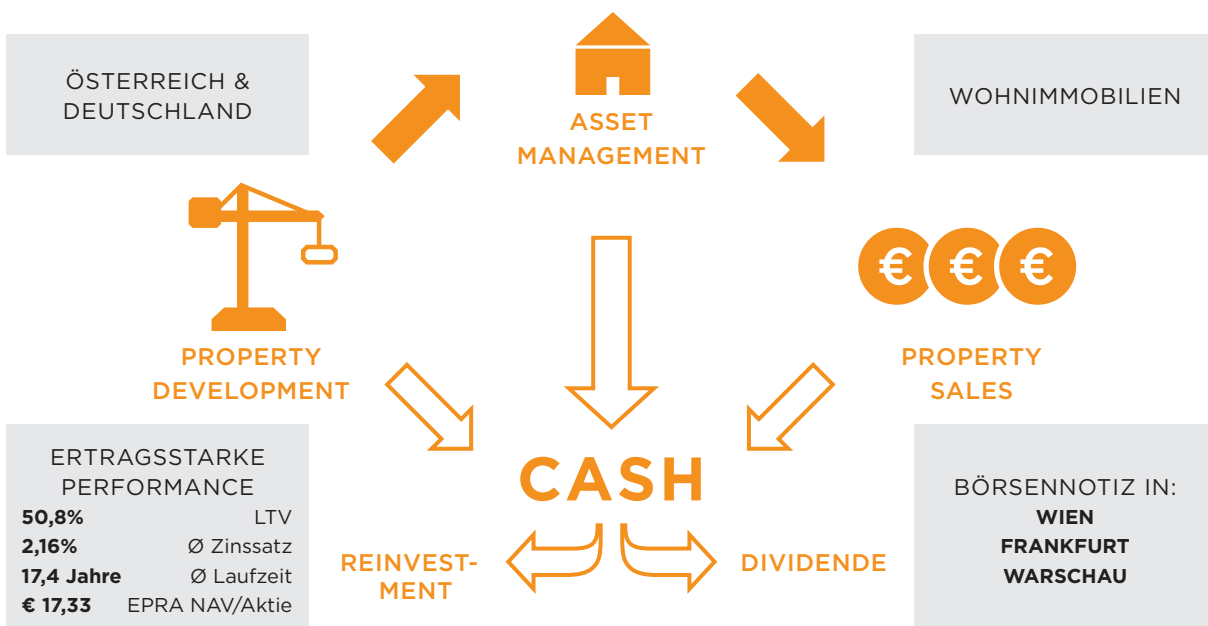 ÖSTERREICH &
DEUTSCHLAND
ASSET
MANAGEMENT
WOHNIMMOBILIEN
PROPERTY
DEVELOPMENT
€ € €
PROPERTY
SALES
ERTRAGSSTARKE
PERFORMANCE
50,8% LTV
2,16% Ø Zinssatz
17,4 Jahre Ø Laufzeit
€ 17,33 EPRA NAV/Aktie
CASH
REINVEST-
MENT
DIVIDENDE
BÖRSENNOTIZ IN:
WIEN
FRANKFURT
WARSCHAU